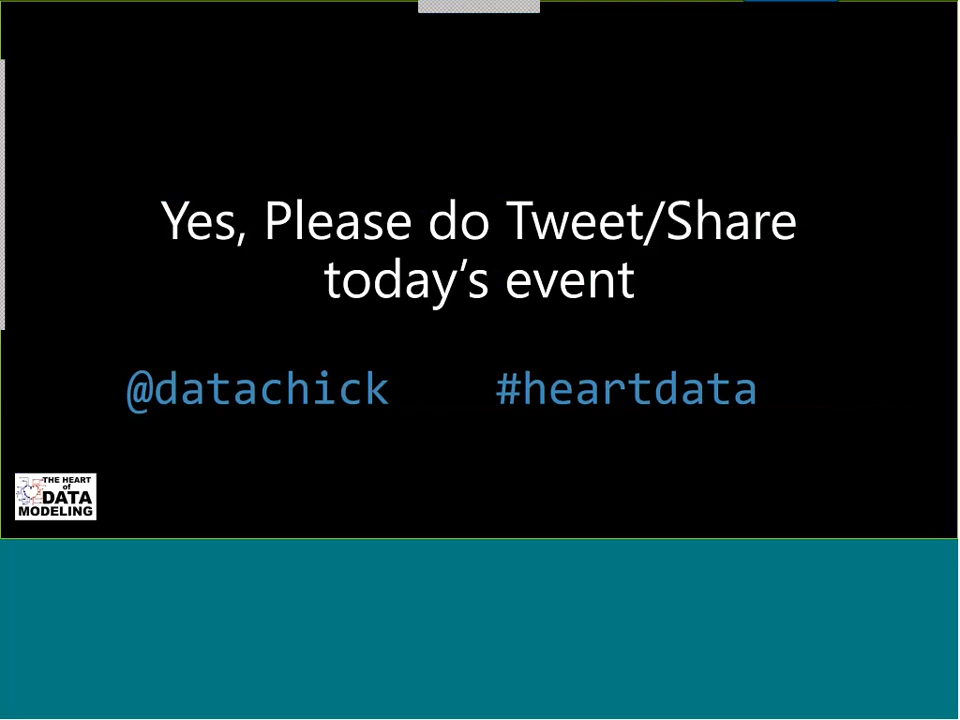 Yes, Please do Tweet/Share
today's event
@datachick #heartdata
THE HEART
of
DATA
MODELING